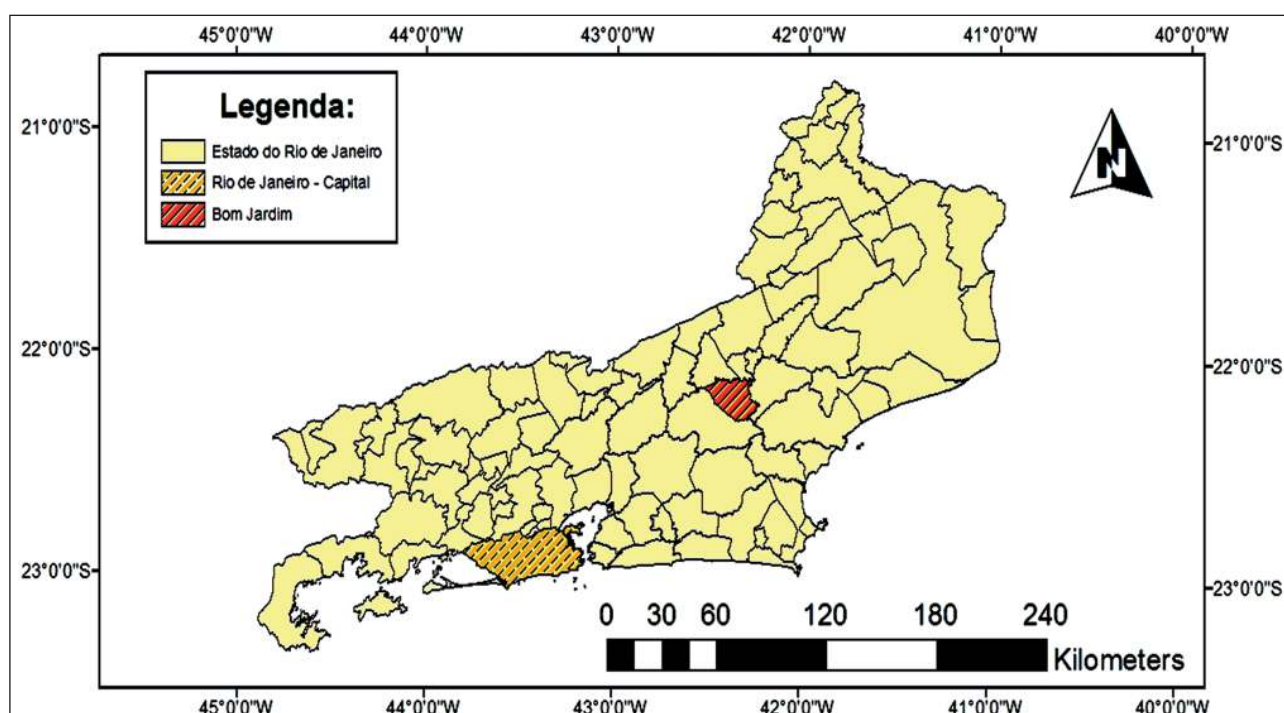 45°0'0"W 44°0'0"W 43°0'0"W 42°0'0"W 41°0'0"W 40°0'0"W
Legenda:
Estado do Rio de Janeiro
Rio de Janeiro - Capital
Bom Jardim
N
21°0'0"S
21°0'0"S
22°0'0"S
22°0'0"S
23°0'0"S
23°0'0"S
0 30 60 120 180 240
Kilometers
45°0'0"W 44°0'0"W 43°0'0"W 42°0'0"W 41°0'0"W 40°0'0"W